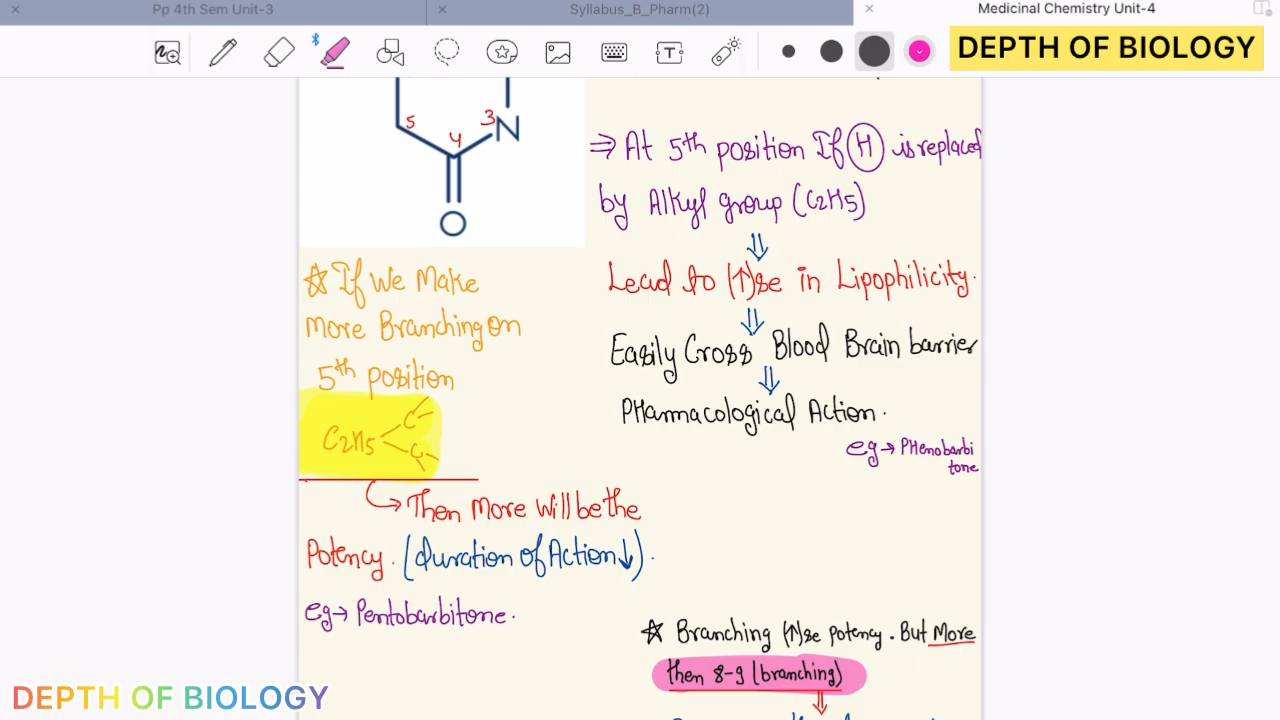 Pp 4th Sem Unit-3
Syllabus_B_Pharm(2)
Medicinal Chemistry Unit-4
DEPTH OF BIOLOGY
5
4
3
N
O
⇒ At 5th position If H is replaced
by Alkyl group (C2H5)
⇓
Lead to (↑)se in Lipophilicity.
⇓
Easily Cross Blood Brain barrier
⇓
PHarmacological Action.
eg→ PHenobarbi
tone
☆ If We Make
More Branching on
5th position
C2H5 C C
Then More Will be the
Potency. (duration of Action↓).
eg→ Pentobarbitone.
☆ Branching (↑)se potency. But More
then 8-9 (branching)
DEPTH OF BIOLOGY